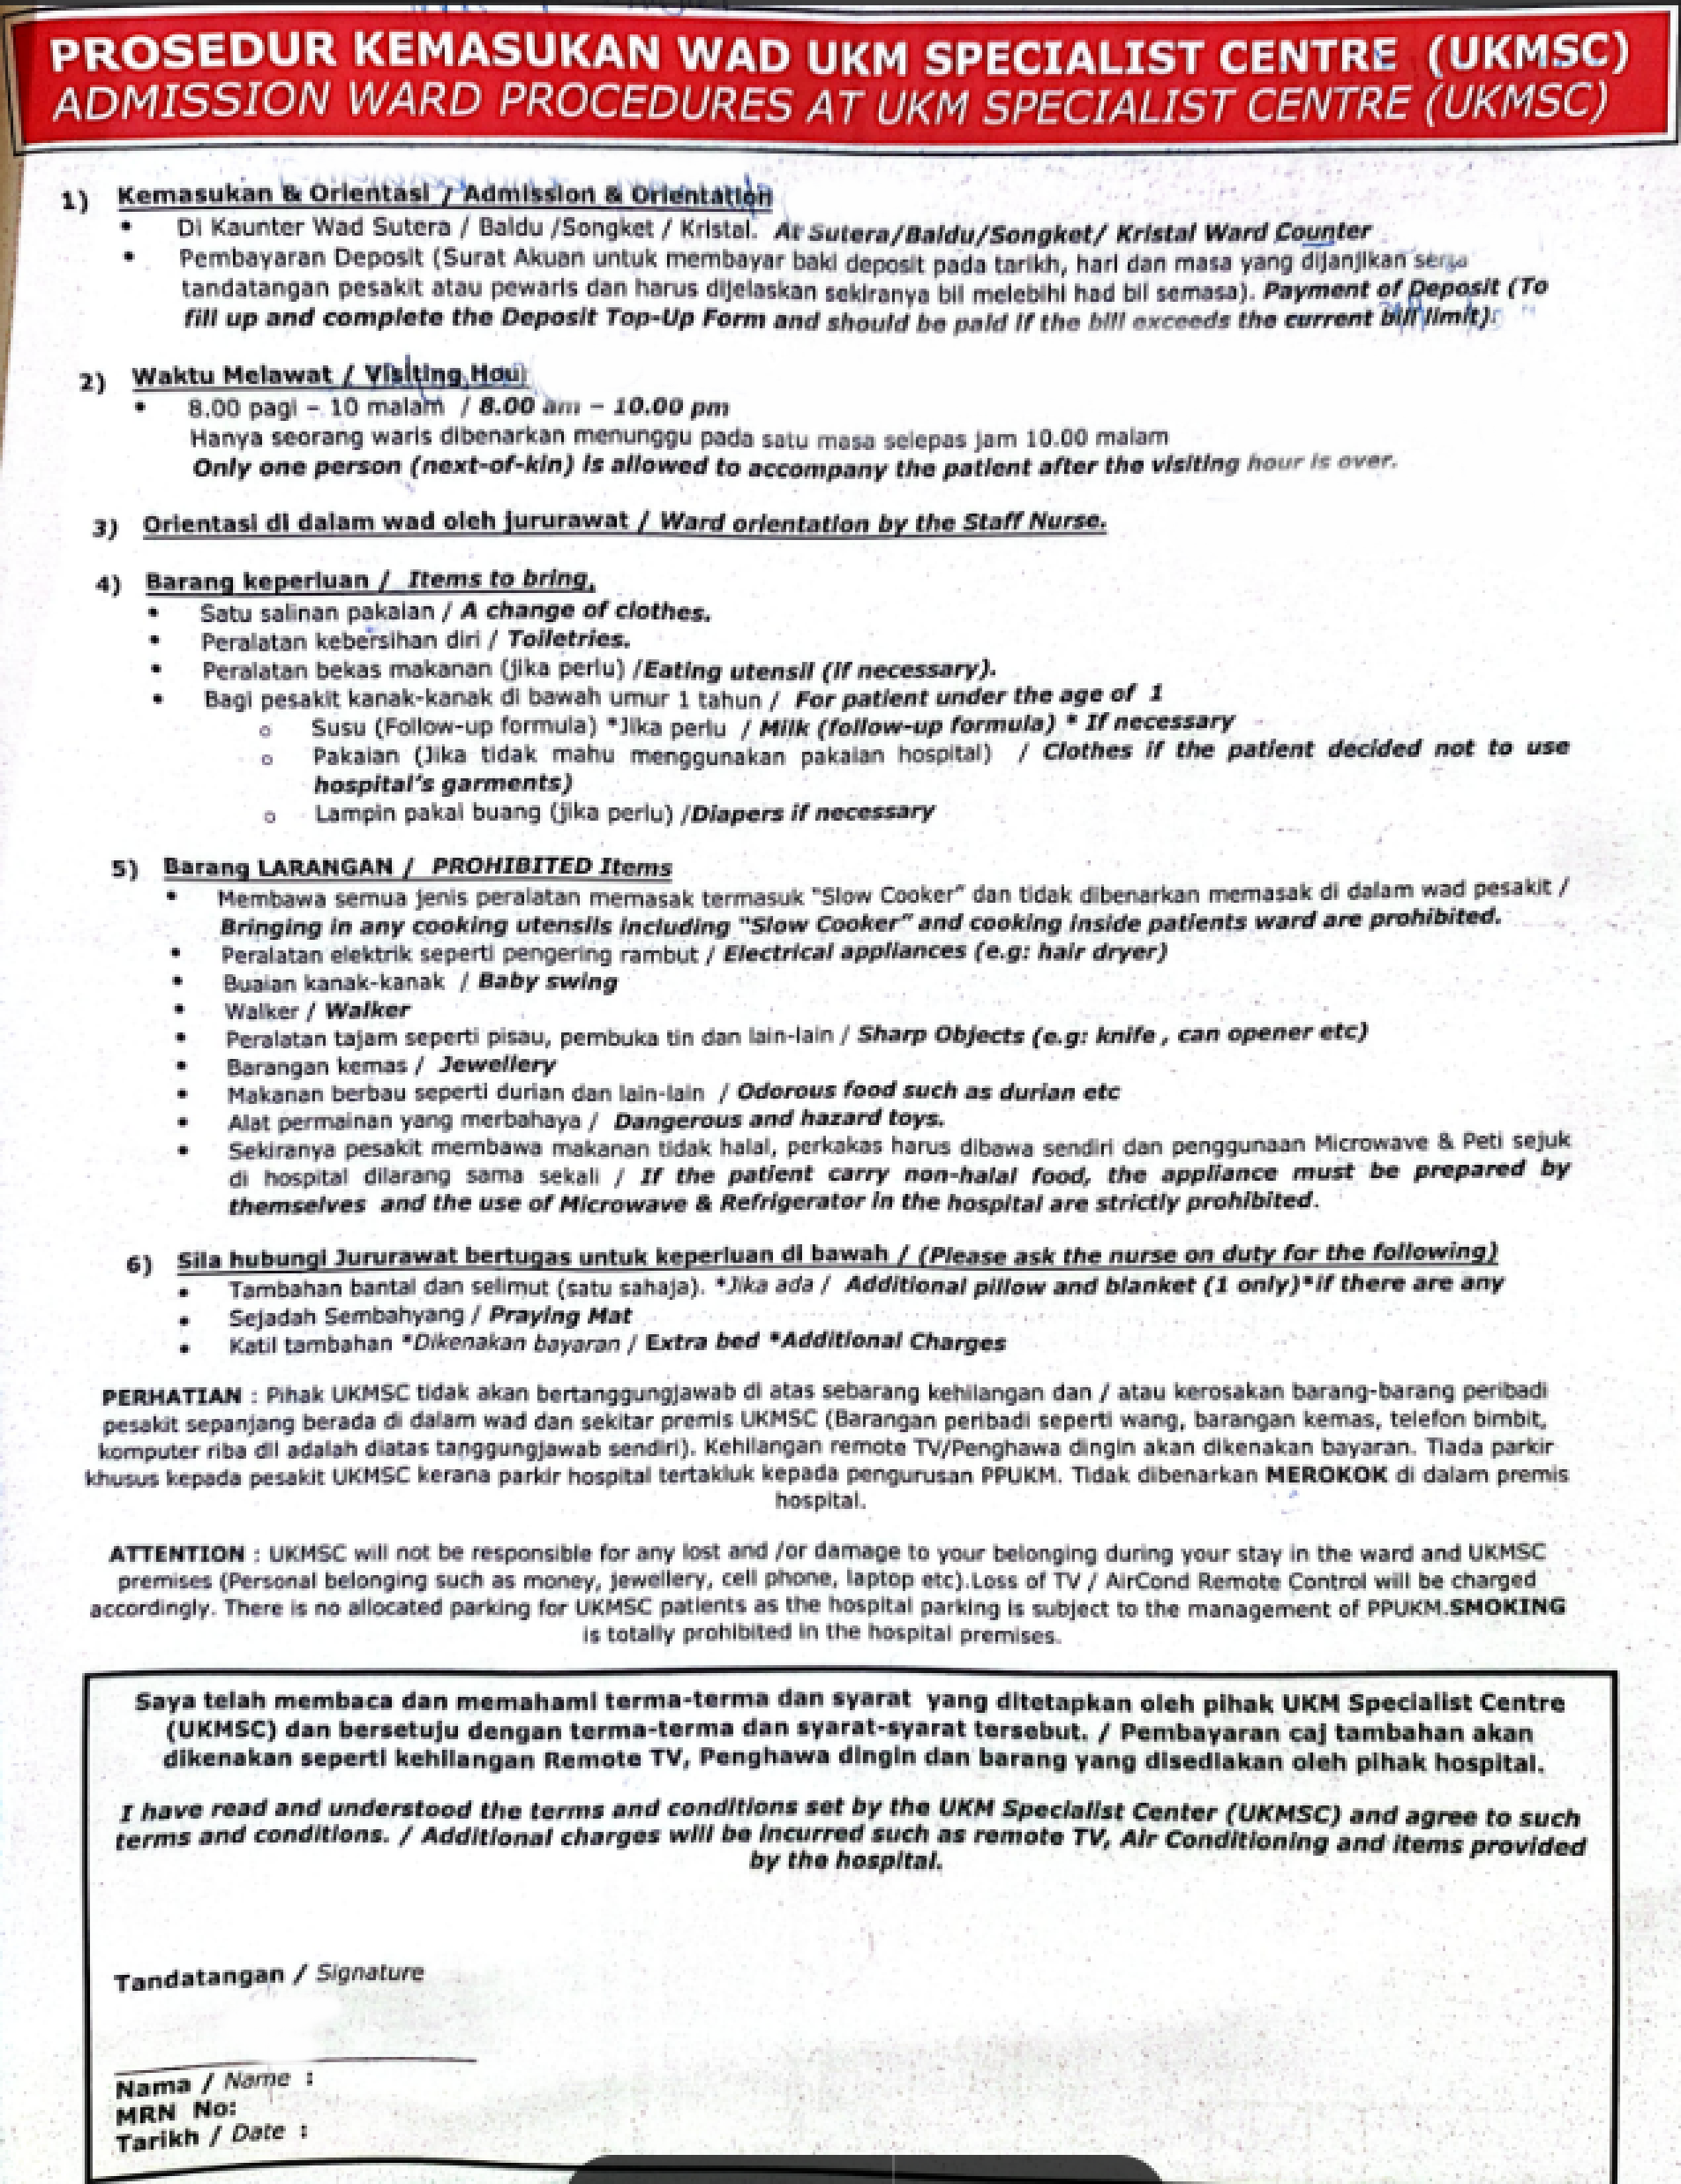 PROSEDUR KEMASUKAN WAD UKM SPECIALIST CENTRE (UKMSC)
ADMISSION WARD PROCEDURES AT UKM SPECIALIST CENTRE (UKMSC)
1) Kemasukan & Orientasi / Admission & Orientation
• Di Kaunter Wad Sutera / Baldu /Songket / Kristal. At Sutera/Baldu/Songket/ Kristal Ward Counter
• Pembayaran Deposit (Surat Akuan untuk membayar baki deposit pada tarikh, hari dan masa yang dijanjikan serta
tandatangan pesakit atau pewaris dan harus dijelaskan sekiranya bil melebihi had bil semasa). Payment of Deposit (To
fill up and complete the Deposit Top-Up Form and should be paid if the bill exceeds the current bill limit).
2) Waktu Melawat / Visiting Hour
• 8.00 pagi – 10 malam / 8.00 am – 10.00 pm
Hanya seorang waris dibenarkan menunggu pada satu masa selepas jam 10.00 malam
Only one person (next-of-kin) is allowed to accompany the patient after the visiting hour is over.
3) Orientasi di dalam wad oleh jururawat / Ward orientation by the Staff Nurse.
4) Barang keperluan / Items to bring,
• Satu salinan pakaian / A change of clothes.
• Peralatan kebersihan diri / Toiletries.
• Peralatan bekas makanan (jika perlu) /Eating utensil (if necessary).
• Bagi pesakit kanak-kanak di bawah umur 1 tahun / For patient under the age of 1
o Susu (Follow-up formula) *Jika perlu / Milk (follow-up formula) * If necessary
o Pakaian (Jika tidak mahu menggunakan pakaian hospital) / Clothes if the patient decided not to use
hospital's garments)
o Lampin pakai buang (jika perlu) /Diapers if necessary
5) Barang LARANGAN / PROHIBITED Items
• Membawa semua jenis peralatan memasak termasuk "Slow Cooker" dan tidak dibenarkan memasak di dalam wad pesakit /
Bringing in any cooking utensils including "Slow Cooker" and cooking inside patients ward are prohibited.
• Peralatan elektrik seperti pengering rambut / Electrical appliances (e.g: hair dryer)
• Buaian kanak-kanak / Baby swing
• Walker / Walker
• Peralatan tajam seperti pisau, pembuka tin dan lain-lain / Sharp Objects (e.g: knife , can opener etc)
• Barangan kemas / Jewellery
• Makanan berbau seperti durian dan lain-lain / Odorous food such as durian etc
• Alat permainan yang merbahaya / Dangerous and hazard toys.
• Sekiranya pesakit membawa makanan tidak halal, perkakas harus dibawa sendiri dan penggunaan Microwave & Peti sejuk
di hospital dilarang sama sekali / If the patient carry non-halal food, the appliance must be prepared by
themselves and the use of Microwave & Refrigerator in the hospital are strictly prohibited.
6) Sila hubungi Jururawat bertugas untuk keperluan di bawah / (Please ask the nurse on duty for the following)
• Tambahan bantal dan selimut (satu sahaja). *Jika ada / Additional pillow and blanket (1 only)*if there are any
• Sejadah Sembahyang / Praying Mat
• Katil tambahan *Dikenakan bayaran / Extra bed *Additional Charges
PERHATIAN : Pihak UKMSC tidak akan bertanggungjawab di atas sebarang kehilangan dan / atau kerosakan barang-barang peribadi
pesakit sepanjang berada di dalam wad dan sekitar premis UKMSC (Barangan peribadi seperti wang, barangan kemas, telefon bimbit,
komputer riba dll adalah diatas tanggungjawab sendiri). Kehilangan remote TV/Penghawa dingin akan dikenakan bayaran. Tiada parkir
khusus kepada pesakit UKMSC kerana parkir hospital tertakluk kepada pengurusan PPUKM. Tidak dibenarkan MEROKOK di dalam premis
hospital.
ATTENTION : UKMSC will not be responsible for any lost and /or damage to your belonging during your stay in the ward and UKMSC
premises (Personal belonging such as money, jewellery, cell phone, laptop etc).Loss of TV / AirCond Remote Control will be charged
accordingly. There is no allocated parking for UKMSC patients as the hospital parking is subject to the management of PPUKM.SMOKING
is totally prohibited in the hospital premises.
Saya telah membaca dan memahami terma-terma dan syarat yang ditetapkan oleh pihak UKM Specialist Centre
(UKMSC) dan bersetuju dengan terma-terma dan syarat-syarat tersebut. / Pembayaran caj tambahan akan
dikenakan seperti kehilangan Remote TV, Penghawa dingin dan barang yang disediakan oleh pihak hospital.
I have read and understood the terms and conditions set by the UKM Specialist Center (UKMSC) and agree to such
terms and conditions. / Additional charges will be incurred such as remote TV, Air Conditioning and items provided
by the hospital.
Tandatangan / Signature
Nama / Name :
MRN No:
Tarikh / Date :